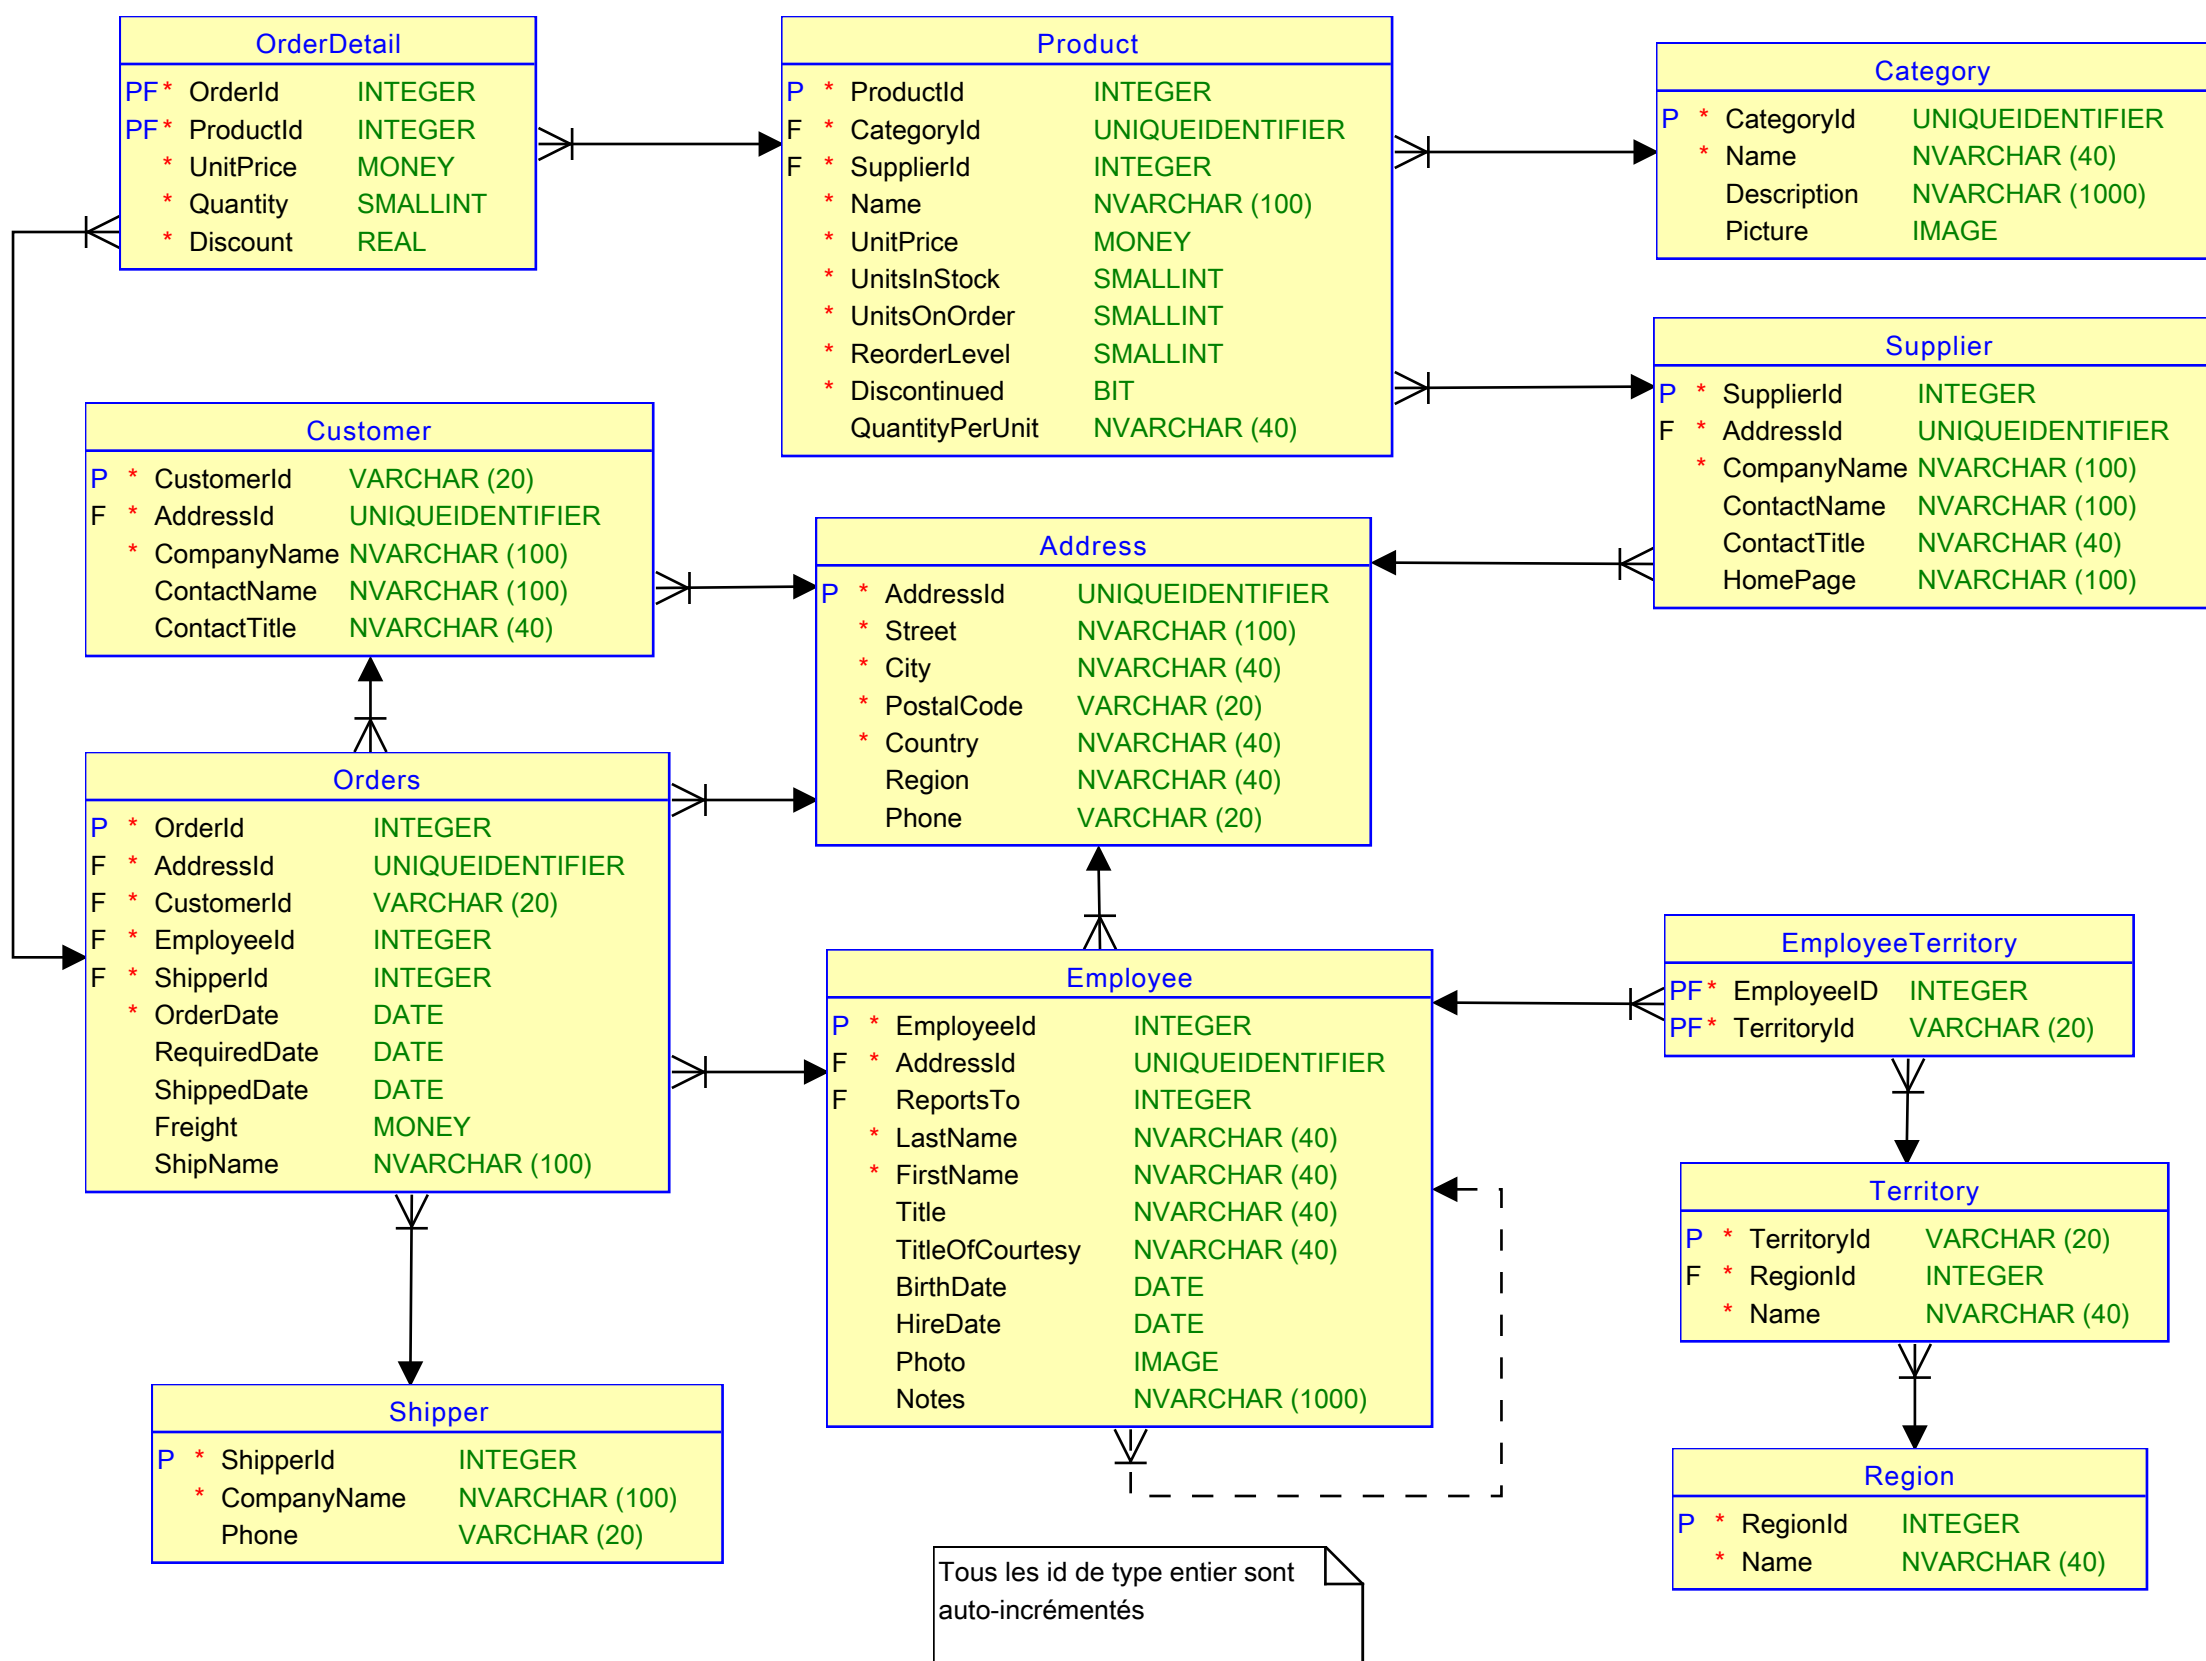 OrderDetail
PF * OrderId INTEGER
PF * ProductId INTEGER
* UnitPrice MONEY
* Quantity SMALLINT
* Discount REAL
Product
P * ProductId INTEGER
F * CategoryId UNIQUEIDENTIFIER
F * SupplierId INTEGER
* Name NVARCHAR (100)
* UnitPrice MONEY
* UnitsInStock SMALLINT
* UnitsOnOrder SMALLINT
* ReorderLevel SMALLINT
* Discontinued BIT
QuantityPerUnit NVARCHAR (40)
Category
P * CategoryId UNIQUEIDENTIFIER
* Name NVARCHAR (40)
Description NVARCHAR (1000)
Picture IMAGE
Supplier
P * SupplierId INTEGER
F * AddressId UNIQUEIDENTIFIER
* CompanyName NVARCHAR (100)
ContactName NVARCHAR (100)
ContactTitle NVARCHAR (40)
HomePage NVARCHAR (100)
Customer
P * CustomerId VARCHAR (20)
F * AddressId UNIQUEIDENTIFIER
* CompanyName NVARCHAR (100)
ContactName NVARCHAR (100)
ContactTitle NVARCHAR (40)
Address
P * AddressId UNIQUEIDENTIFIER
* Street NVARCHAR (100)
* City NVARCHAR (40)
* PostalCode VARCHAR (20)
* Country NVARCHAR (40)
Region NVARCHAR (40)
Phone VARCHAR (20)
Orders
P * OrderId INTEGER
F * AddressId UNIQUEIDENTIFIER
F * CustomerId VARCHAR (20)
F * EmployeeId INTEGER
F * ShipperId INTEGER
* OrderDate DATE
RequiredDate DATE
ShippedDate DATE
Freight MONEY
ShipName NVARCHAR (100)
Employee
P * EmployeeId INTEGER
F * AddressId UNIQUEIDENTIFIER
F ReportsTo INTEGER
* LastName NVARCHAR (40)
* FirstName NVARCHAR (40)
Title NVARCHAR (40)
TitleOfCourtesy NVARCHAR (40)
BirthDate DATE
HireDate DATE
Photo IMAGE
Notes NVARCHAR (1000)
EmployeeTerritory
PF * EmployeeID INTEGER
PF * TerritoryId VARCHAR (20)
Territory
P * TerritoryId VARCHAR (20)
F * RegionId INTEGER
* Name NVARCHAR (40)
Shipper
P * ShipperId INTEGER
* CompanyName NVARCHAR (100)
Phone VARCHAR (20)
Region
P * RegionId INTEGER
* Name NVARCHAR (40)
Tous les id de type entier sont
auto-incrémentés